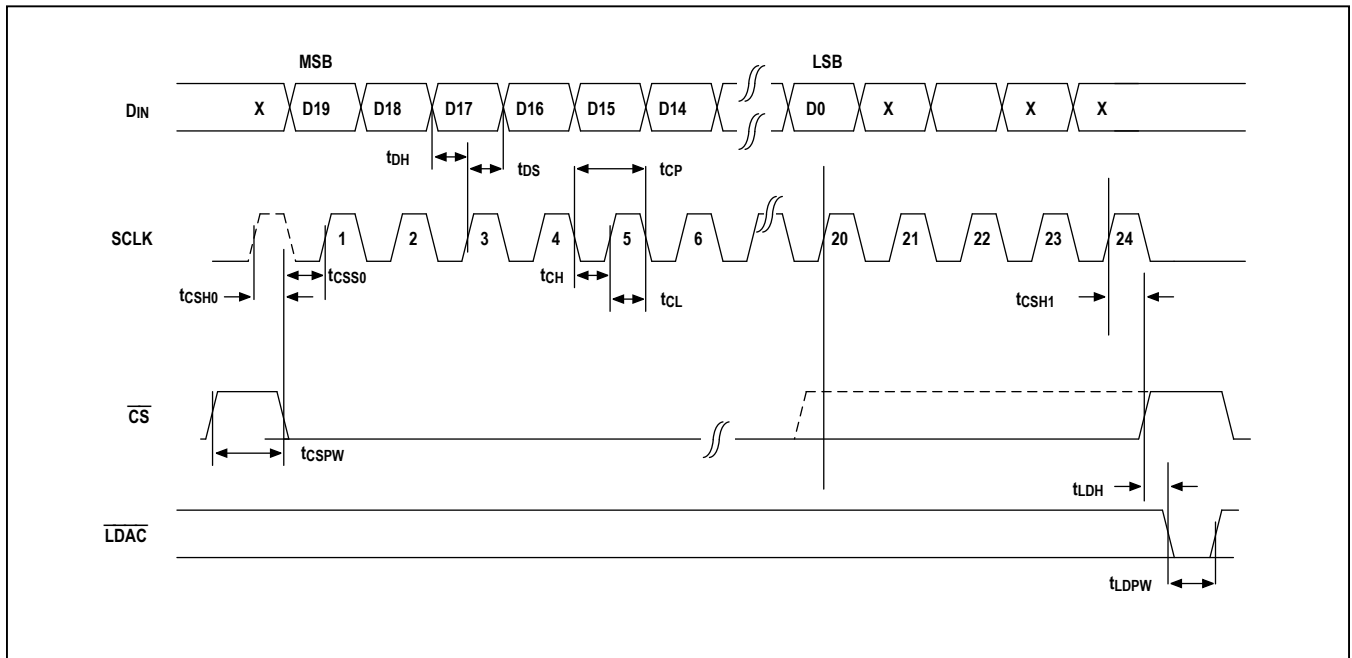 MSB LSB
DIN X D19 D18 D17 D16 D15 D14 D0 X X X
tDH tDS tCP
SCLK 1 2 3 4 5 6 20 21 22 23 24
tCSH0 tCSS0 tCH tCL tCSH1
CS
tCSPW
tLDH
LDAC
tLDPW